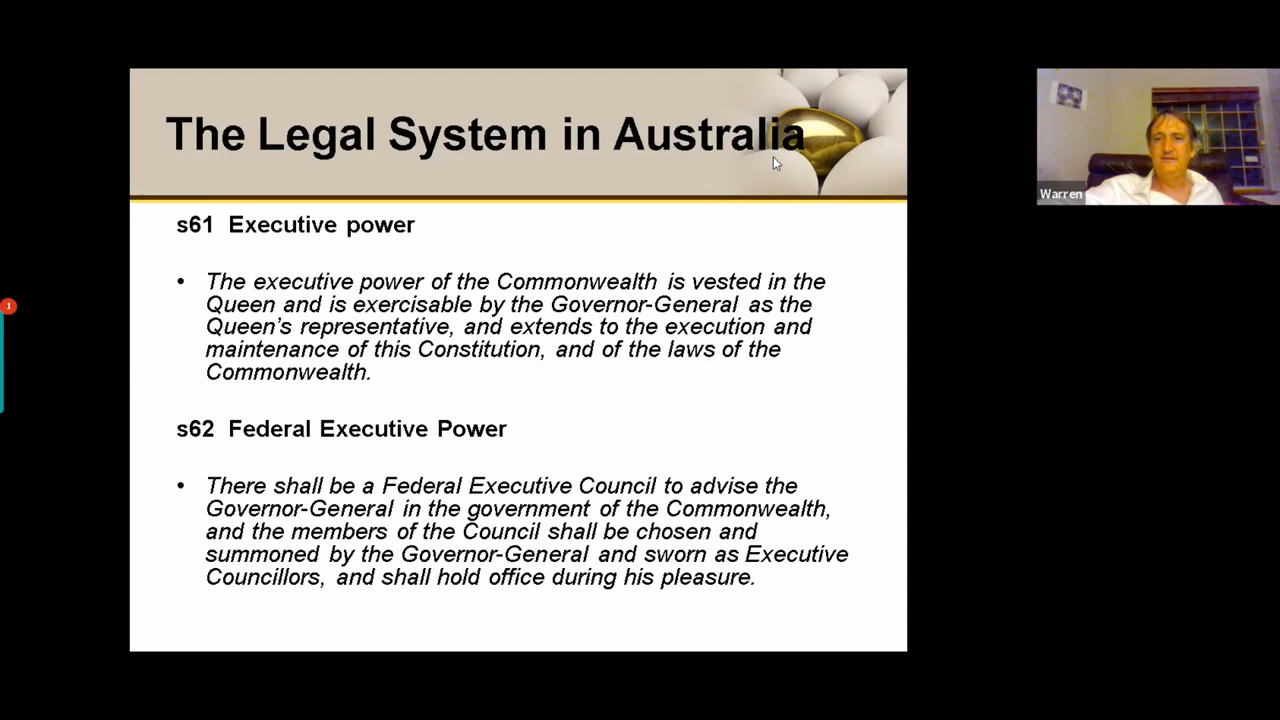 The Legal System in Australia
Warren
s61 Executive power
1
• The executive power of the Commonwealth is vested in the
Queen and is exercisable by the Governor-General as the
Queen's representative, and extends to the execution and
maintenance of this Constitution, and of the laws of the
Commonwealth.
s62 Federal Executive Power
• There shall be a Federal Executive Council to advise the
Governor-General in the government of the Commonwealth,
and the members of the Council shall be chosen and
summoned by the Governor-General and sworn as Executive
Councillors, and shall hold office during his pleasure.